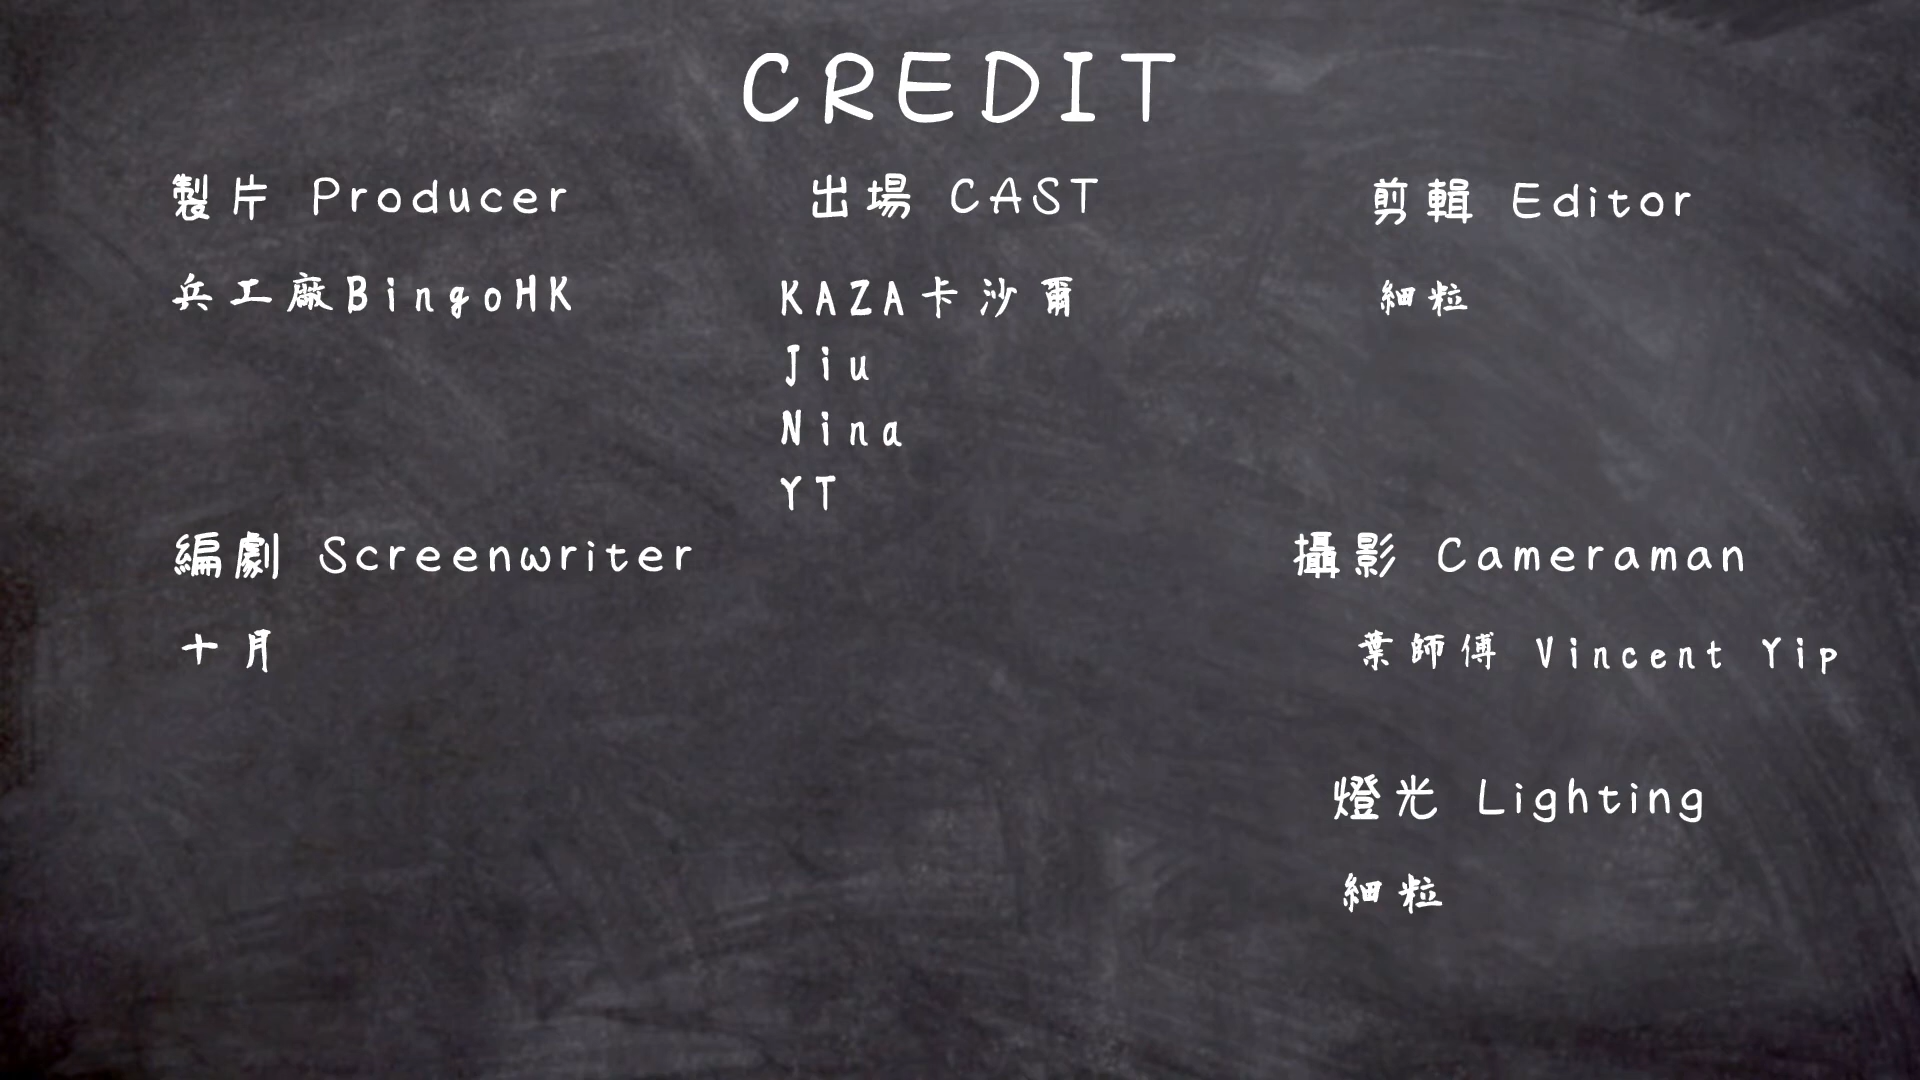 CREDIT
製片 Producer
兵工廠BingoHK
編劇 Screenwriter
十月
出場 CAST
KAZA卡沙爾
Jiu
Nina
YT
剪輯 Editor
細粒
攝影 Cameraman
葉師傅 Vincent Yip
燈光 Lighting
細粒